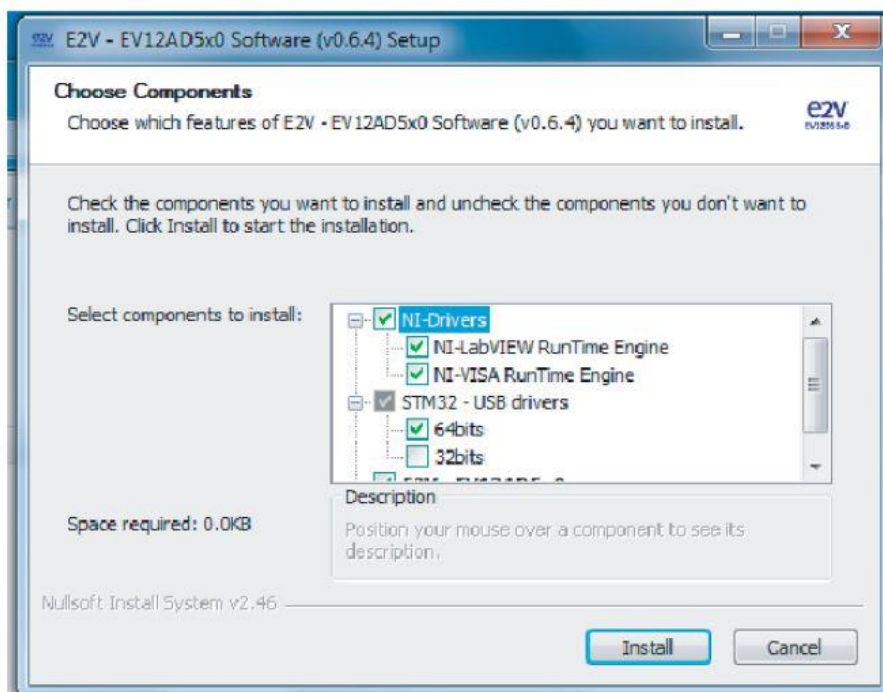 E2V - EV12AD5x0 Software (v0.6.4) Setup
Choose Components
Choose which features of E2V - EV12AD5x0 Software (v0.6.4) you want to install.
e2v
Check the components you want to install and uncheck the components you don't want to
install. Click Install to start the installation.
Select components to install:
NI-Drivers
NI-LabVIEW RunTime Engine
NI-VISA RunTime Engine
STM32 - USB drivers
64bits
32bits
Description
Space required: 0.0KB
Position your mouse over a component to see its
description.
Nullsoft Install System v2.46
Install
Cancel